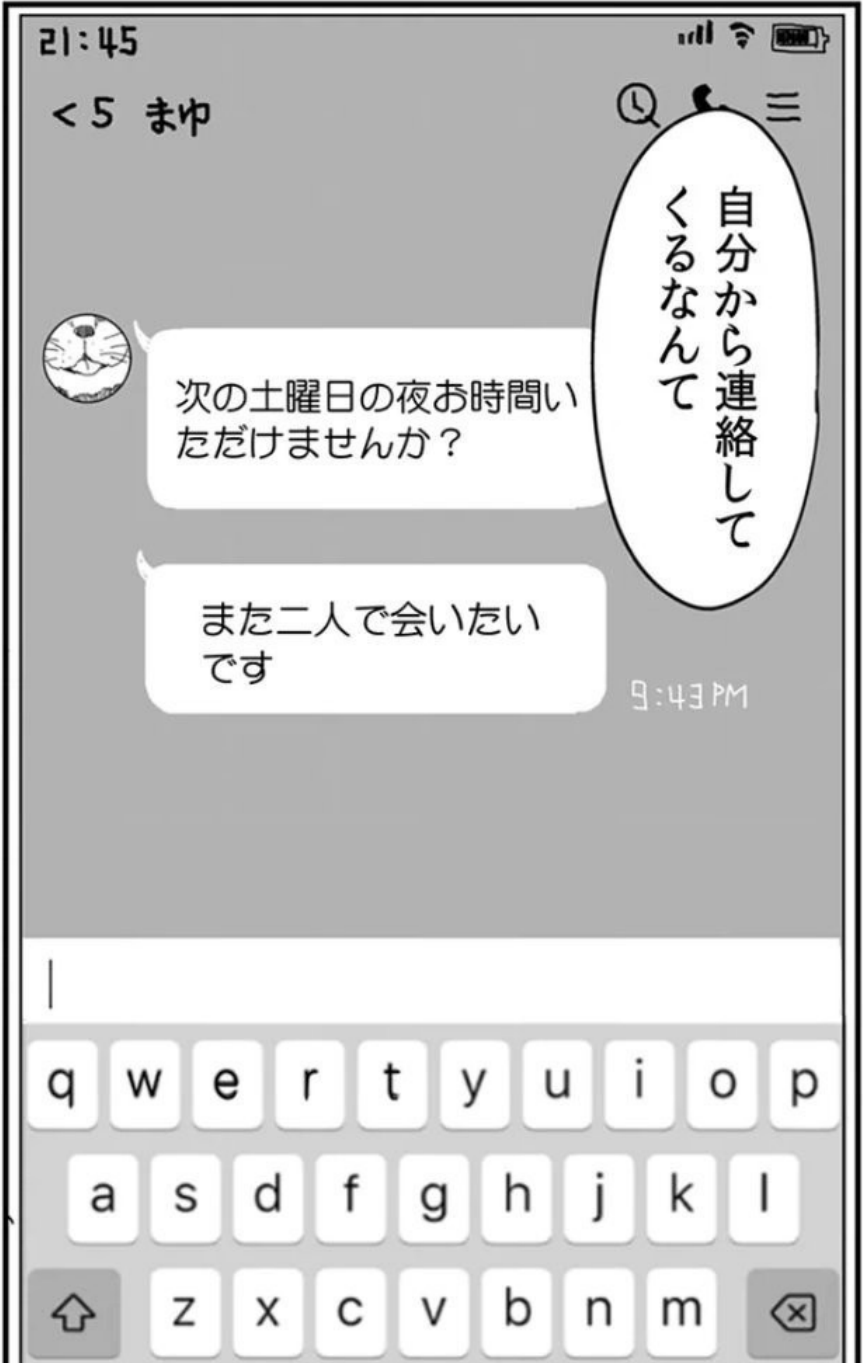 21:45
< 5 まゆ
自分から連絡して
くるなんて
次の土曜日の夜お時間い
ただけませんか？
また二人で会いたい
です
9:43 PM
q w e r t y u i o p
a s d f g h j k l
z x c v b n m